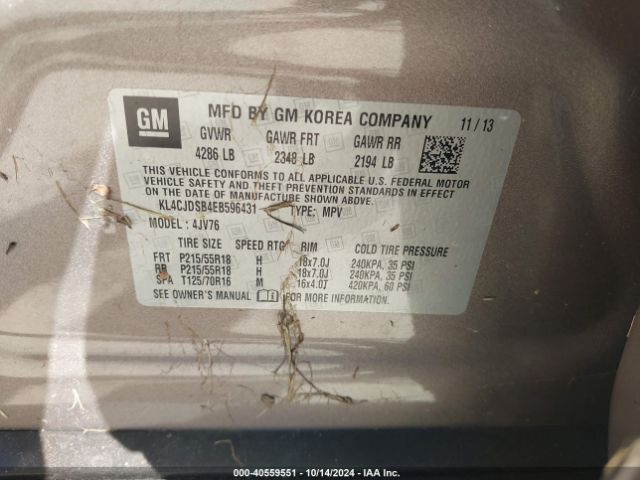 GM
MFD BY GM KOREA COMPANY 11 / 13
GVWR GAWR FRT GAWR RR
4286 LB 2348 LB 2194 LB
THIS VEHICLE CONFORMS TO ALL APPLICABLE U.S. FEDERAL MOTOR
VEHICLE SAFETY AND THEFT PREVENTION STANDARDS IN EFFECT ON
THE DATE OF MANUFACTURE SHOWN ABOVE.
KL4CJDSB4EB596431 TYPE: MPV
MODEL : 4JV76
TIRE SIZE SPEED RTG RIM COLD TIRE PRESSURE
FRT P215/55R18 H 18x7.0J 240KPA, 35 PSI
RR P215/55R18 H 18x7.0J 240KPA, 35 PSI
SPA T125/70R16 M 16x4.0T 420KPA, 60 PSI
SEE OWNER'S MANUAL FOR MORE INFORMATION
000-40559551 - 10/14/2024 - IAA Inc.